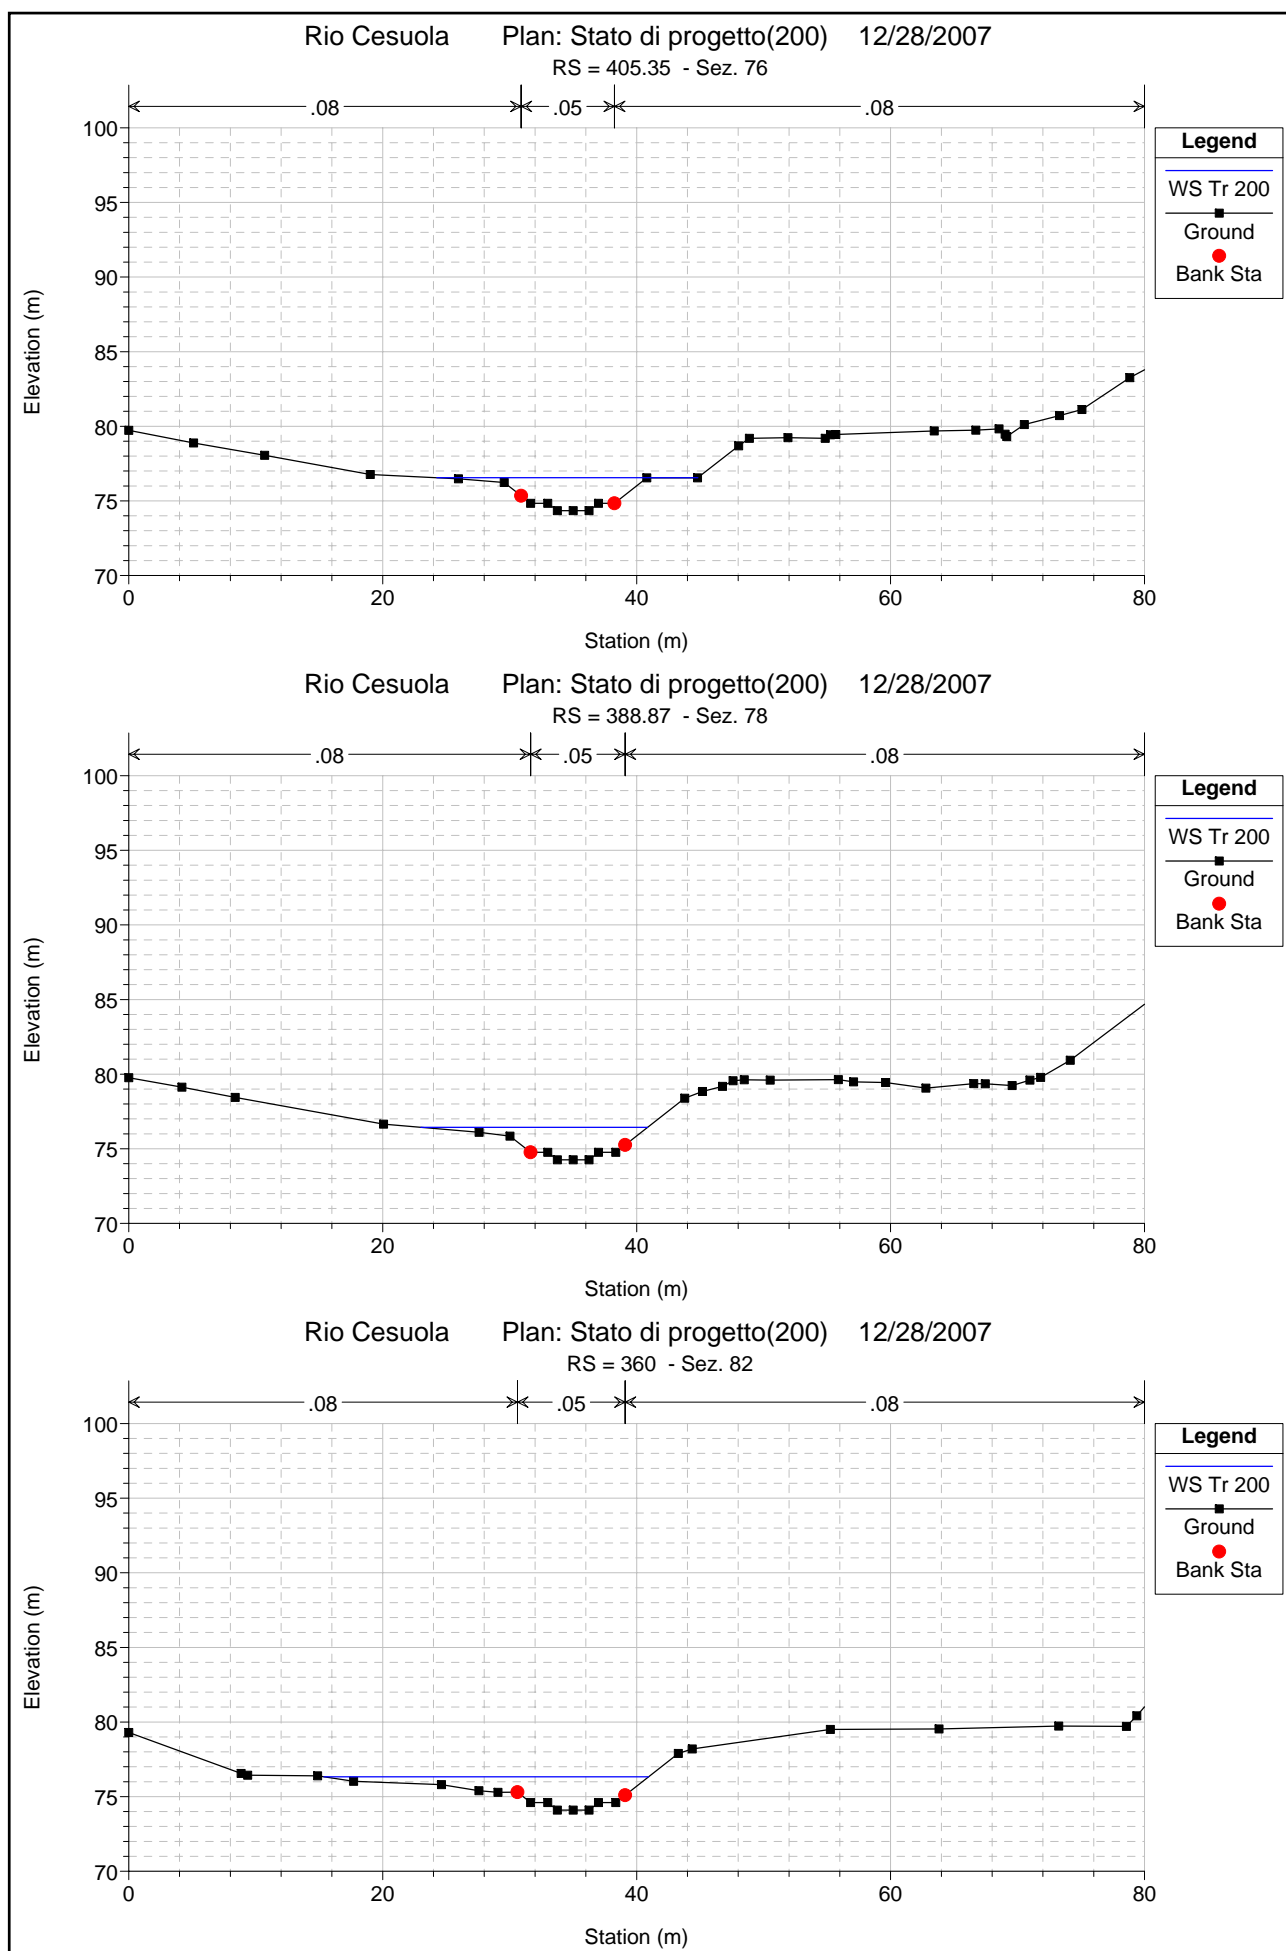 Rio Cesuola Plan: Stato di progetto(200) 12/28/2007
RS = 405.35 - Sez. 76
.08 .05 .08
100
95
90
85
80
75
70
0 20 40 60 80
Elevation (m)
Station (m)
Legend
WS Tr 200
Ground
Bank Sta
Rio Cesuola Plan: Stato di progetto(200) 12/28/2007
RS = 388.87 - Sez. 78
.08 .05 .08
100
95
90
85
80
75
70
0 20 40 60 80
Elevation (m)
Station (m)
Legend
WS Tr 200
Ground
Bank Sta
Rio Cesuola Plan: Stato di progetto(200) 12/28/2007
RS = 360 - Sez. 82
.08 .05 .08
100
95
90
85
80
75
70
0 20 40 60 80
Elevation (m)
Station (m)
Legend
WS Tr 200
Ground
Bank Sta